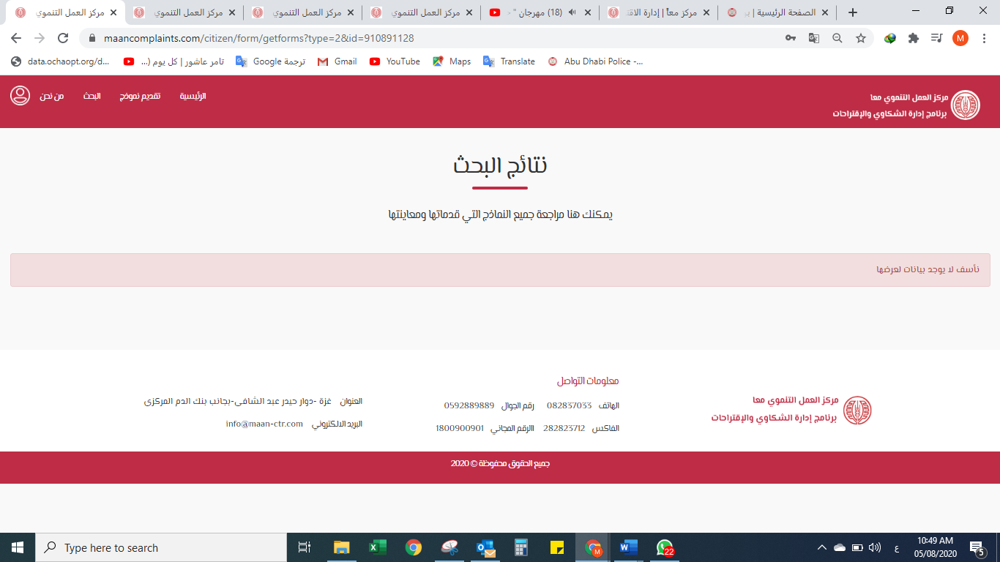 مركز العمل التنموي
مركز العمل التنموي
مركز العمل التنموي
مركز العمل التنموي
(18) مهرجان *
مركز معاً | إدارة الاف
الصفحة الرئيسية |
maancomplaints.com/citizen/form/getforms?type=2&id=910891128
M
data.ochaopt.org/d...
تامر عاشور | كل يوم (...
ترجمة Google
Gmail
YouTube
Maps
Translate
Abu Dhabi Police -...
مركز العمل التنموي معا
برنامج إدارة الشكاوي والإقتراحات
الرئيسية
تقديم نموذج
البحث
من نحن
نتائج البحث
يمكنك هنا مراجعة جميع النماذج التي قدماتها ومعاينتها
نأسف لا يوجد بيانات لعرضها
مركز العمل التنموي معا
برنامج إدارة الشكاوي والإقتراحات
معلومات التواصل
الهاتف 082837033 رقم الجوال 0592889889
الفاكس 282823712 االرقم المجاني 1800900901
العنوان غزة -دوار حيدر عبد الشافي-بجانب بنك الدم المركزي
البريد الالكتروني info@maan-ctr.com
جميع الحقوق محفوظة © 2020
Type here to search
M
22
ع
10:49 AM
05/08/2020
5